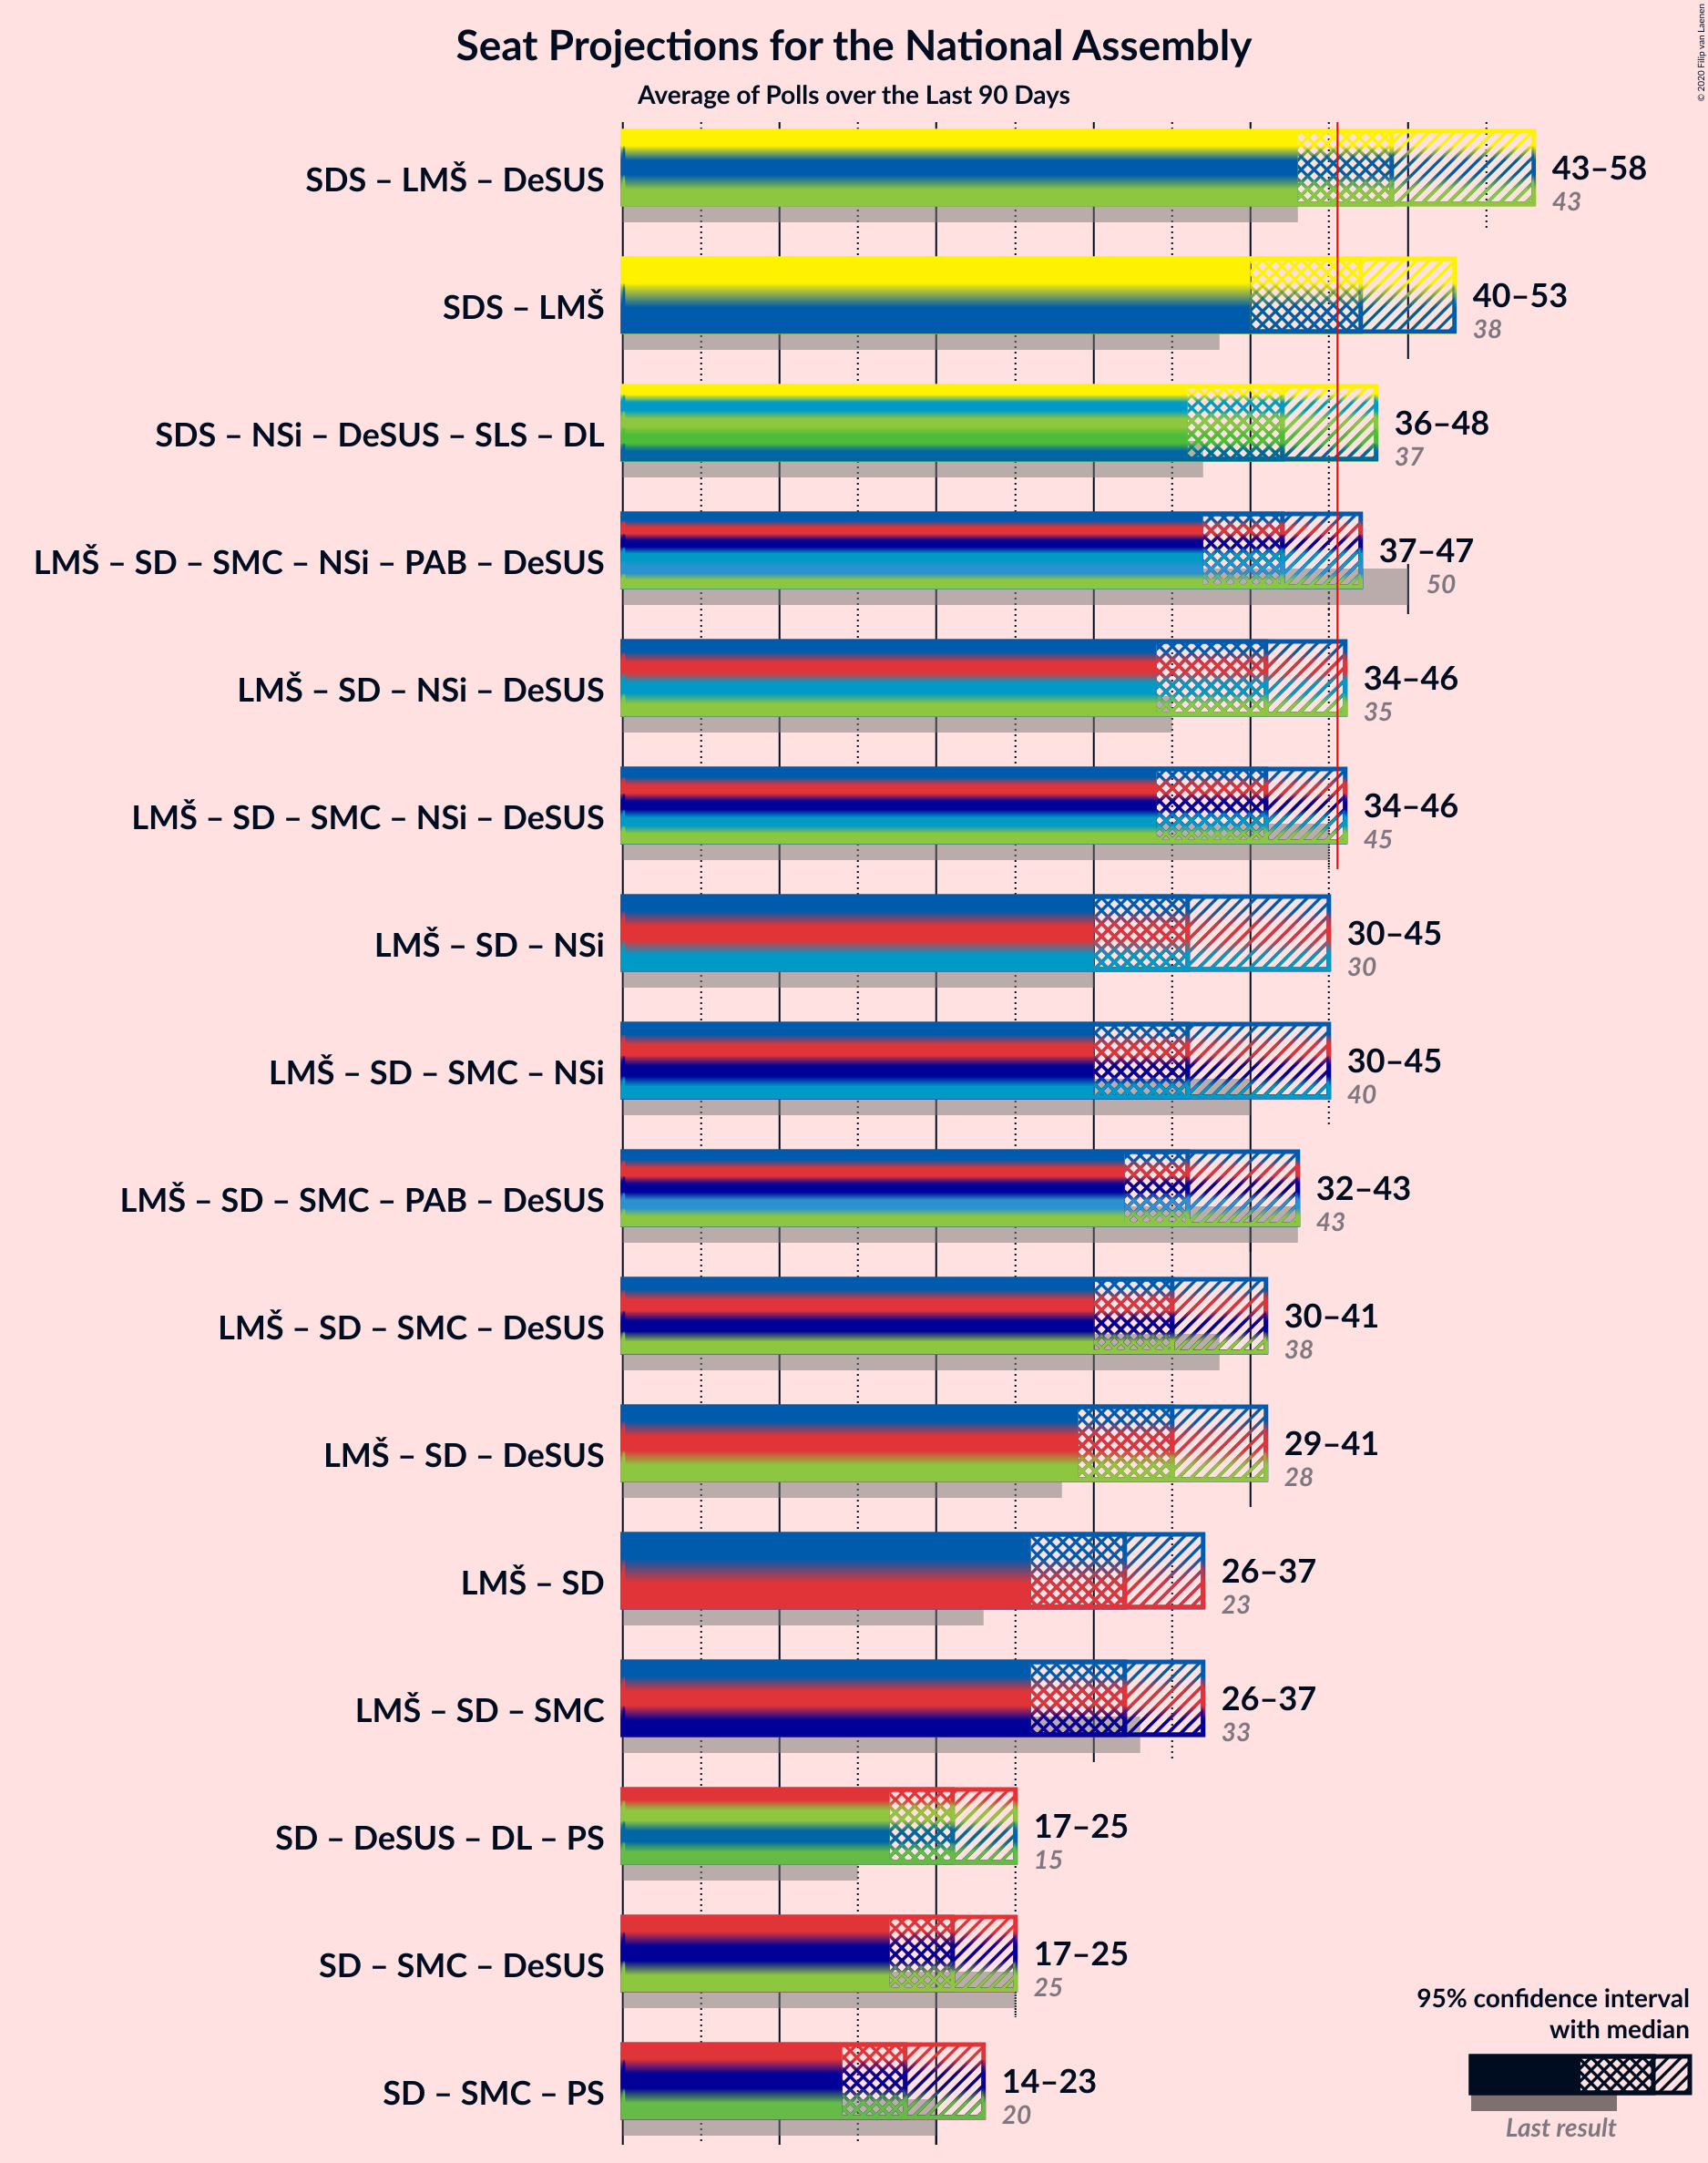 Seat Projections for the National Assembly
Average of Polls over the Last 90 Days
© 2020 Filip van Laenen
SDS – LMŠ – DeSUS
43–58
43
SDS – LMŠ
40–53
38
SDS – NSi – DeSUS – SLS – DL
36–48
37
LMŠ – SD – SMC – NSi – PAB – DeSUS
37–47
50
LMŠ – SD – NSi – DeSUS
34–46
35
LMŠ – SD – SMC – NSi – DeSUS
34–46
45
LMŠ – SD – NSi
30–45
30
LMŠ – SD – SMC – NSi
30–45
40
LMŠ – SD – SMC – PAB – DeSUS
32–43
43
LMŠ – SD – SMC – DeSUS
30–41
38
LMŠ – SD – DeSUS
29–41
28
LMŠ – SD
26–37
23
LMŠ – SD – SMC
26–37
33
SD – DeSUS – DL – PS
17–25
15
SD – SMC – DeSUS
17–25
25
SD – SMC – PS
14–23
20
95% confidence interval
with median
Last result